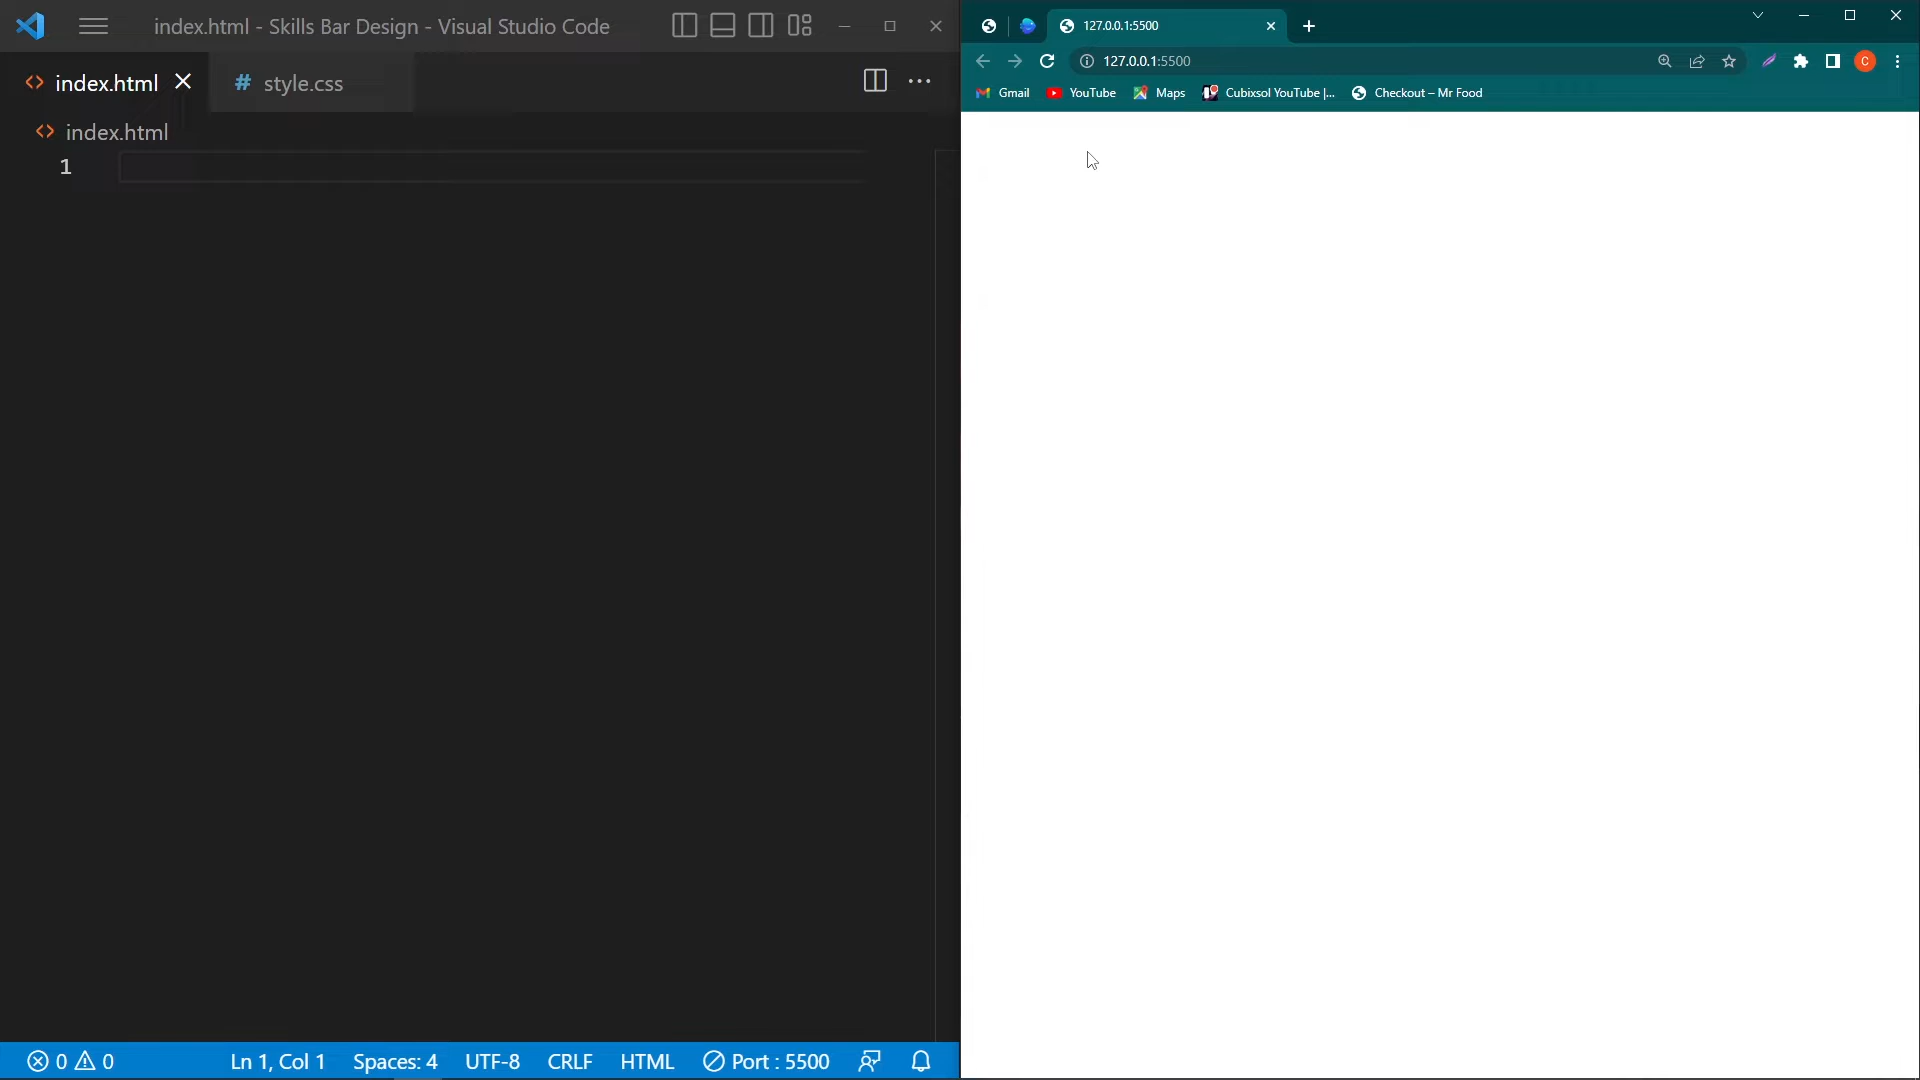 index.html - Skills Bar Design - Visual Studio Code
index.html
# style.css
index.html
1
0 0
Ln 1, Col 1
Spaces: 4
UTF-8
CRLF
HTML
Port : 5500
127.0.0.1:5500
127.0.0.1:5500
C
Gmail
YouTube
Maps
Cubixsol YouTube |...
Checkout – Mr Food